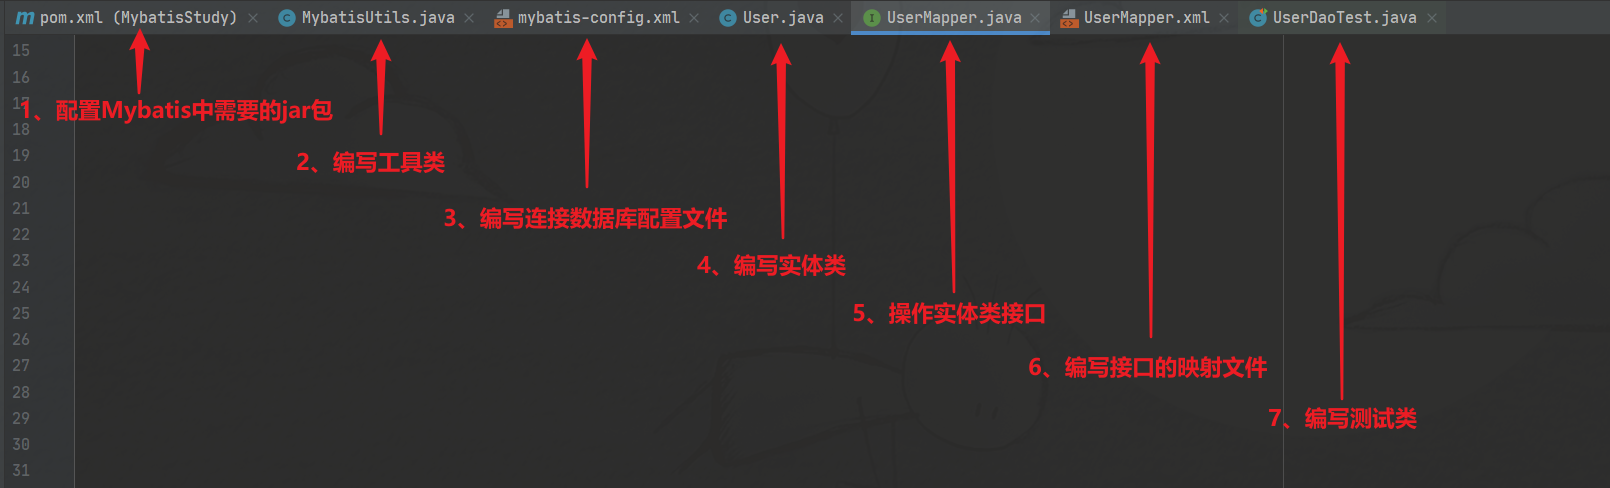 pom.xml (MybatisStudy)
MybatisUtils.java
mybatis-config.xml
User.java
UserMapper.java
UserMapper.xml
UserDaoTest.java
15
16
17
1、配置Mybatis中需要的jar包
18
19
2、编写工具类
20
21
3、编写连接数据库配置文件
22
23
4、编写实体类
24
25
5、操作实体类接口
26
27
6、编写接口的映射文件
28
29
7、编写测试类
30
31